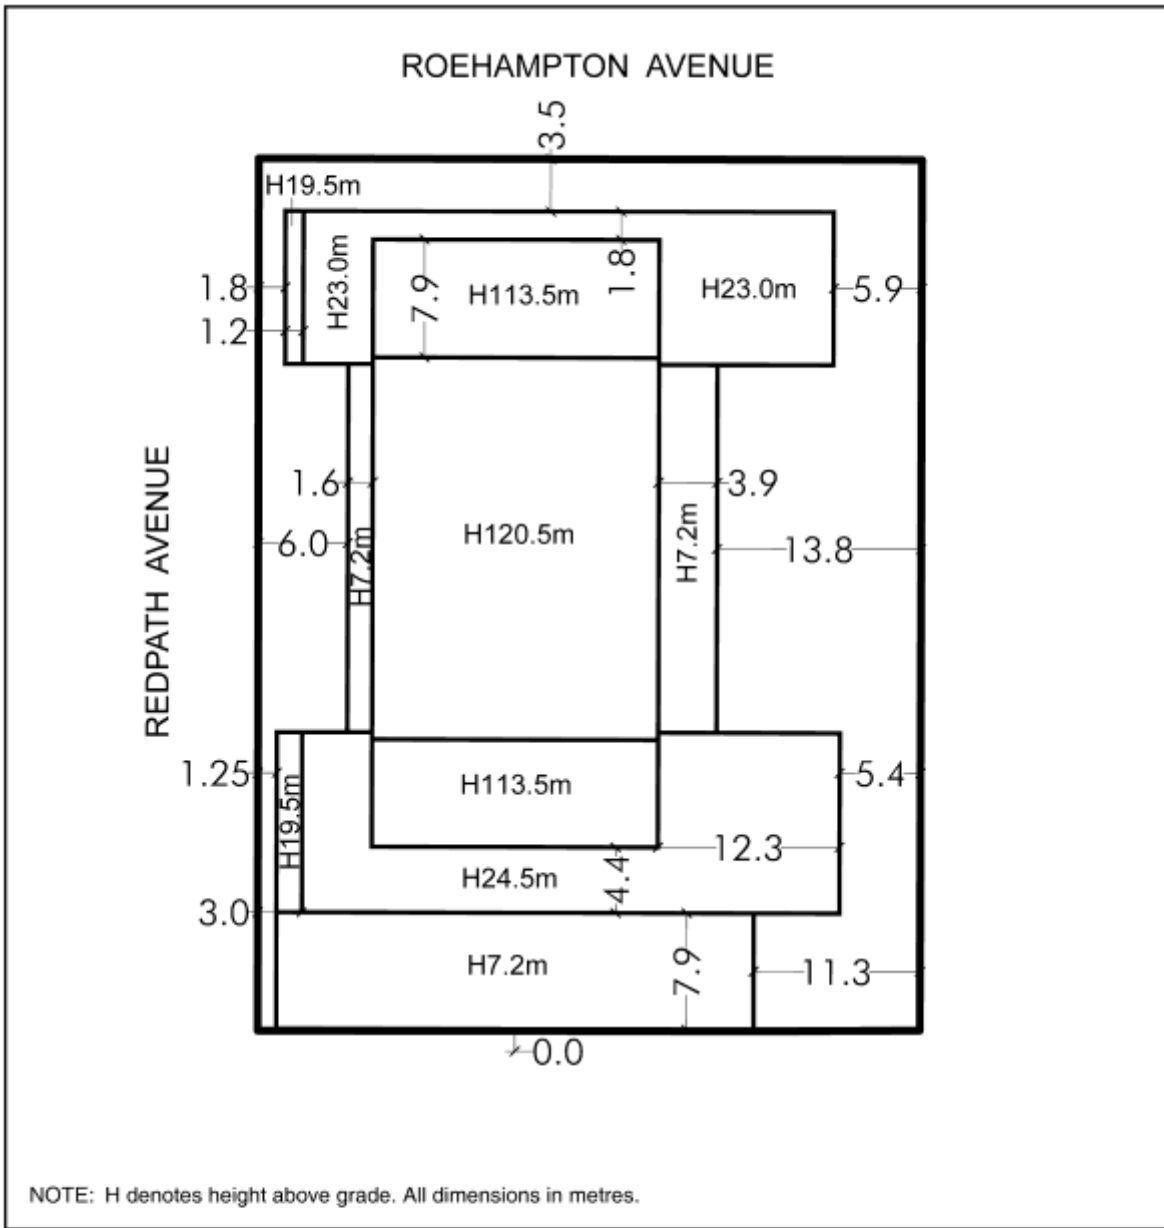 ROEHAMPTON AVENUE
3.5
H19.5m
H23.0m
7.9
H113.5m
1.8
H23.0m
1.8
5.9
1.2
REDPATH AVENUE
1.6
3.9
H120.5m
H7.2m
H7.2m
6.0
13.8
1.25
H19.5m
H113.5m
5.4
12.3
H24.5m
4.4
3.0
H7.2m
7.9
11.3
0.0
NOTE: H denotes height above grade. All dimensions in metres.